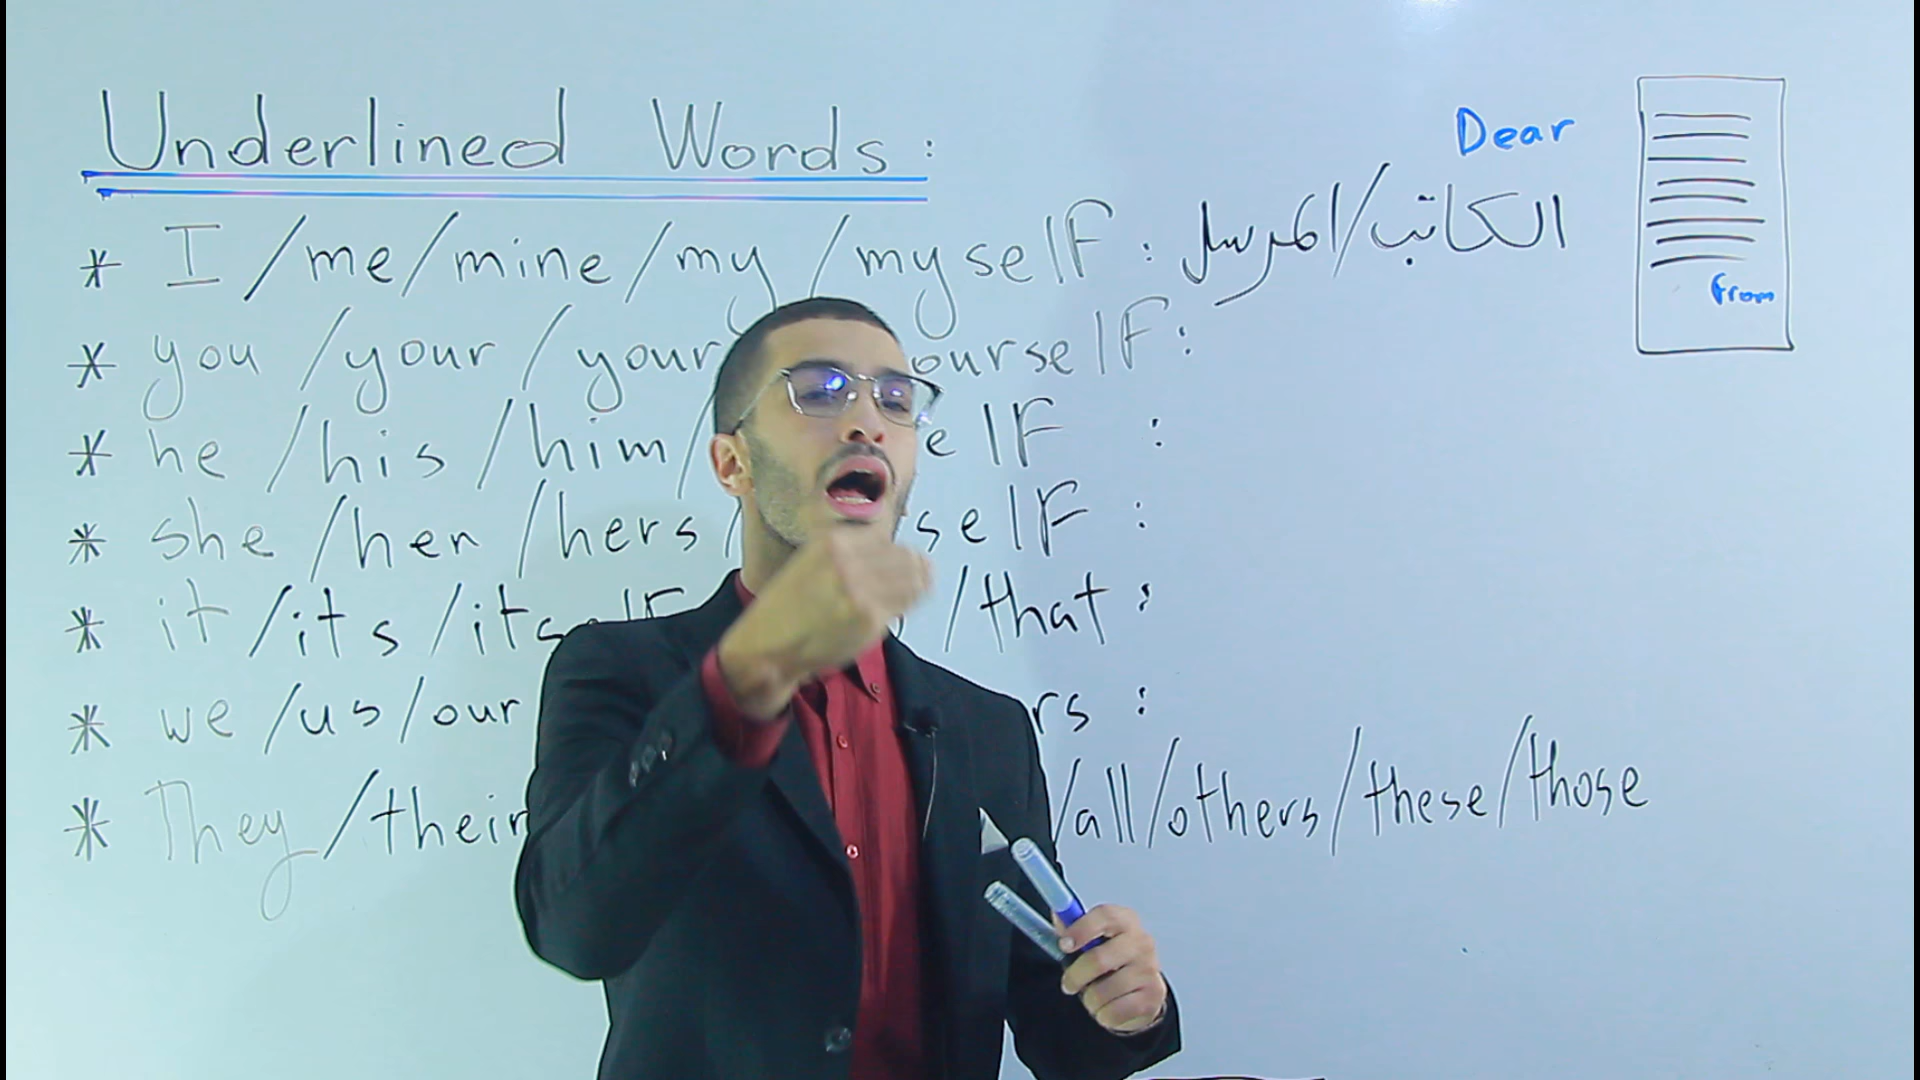 Underlined Words:
Dear
* I /me/mine/my/myself: الكاتب/المرسل
from
* you /your/your ourself:
* he /his/him/ elf :
* she /her/hers/ self :
* it/its/itself /that:
* we /us/our rs :
* They/their /all/others/these/those